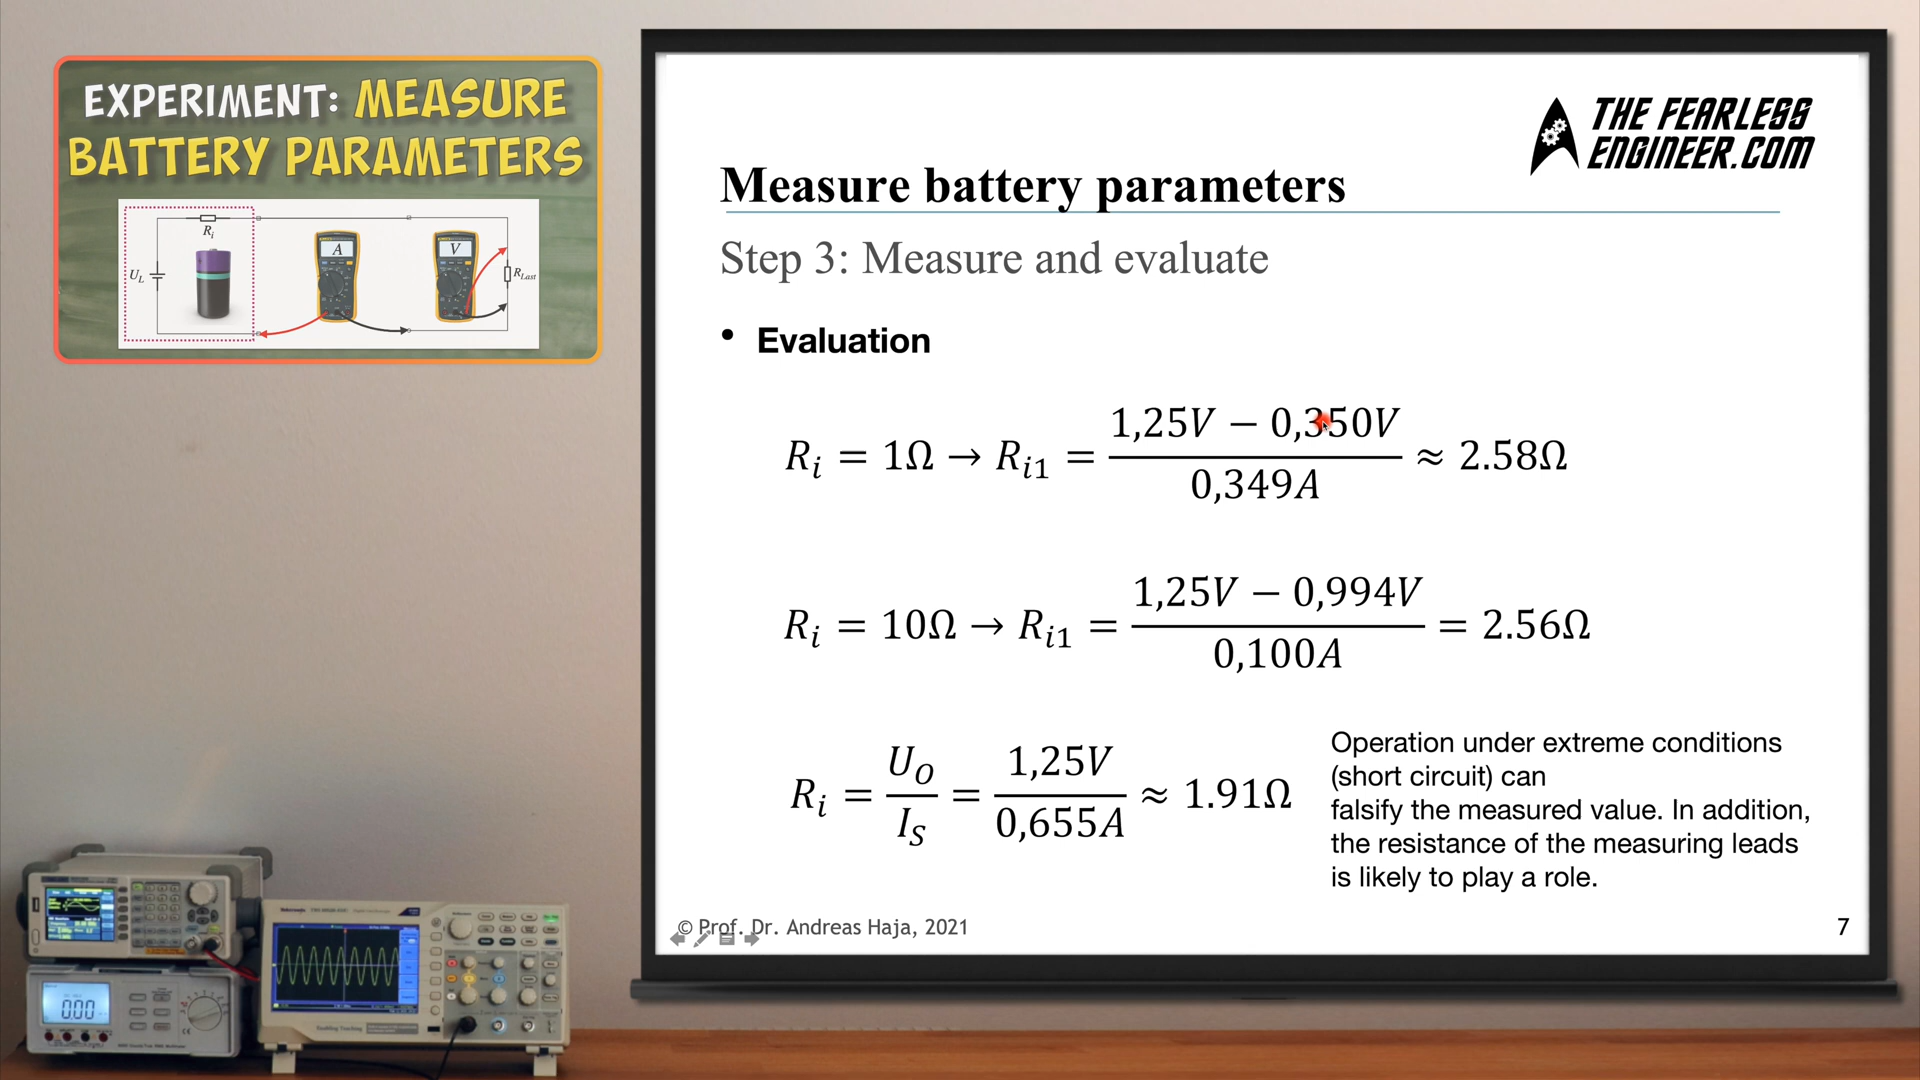 EXPERIMENT: MEASURE
BATTERY PARAMETERS
R_i
U_L
A
V
R_Last
THE FEARLESS
ENGINEER.COM
Measure battery parameters
Step 3: Measure and evaluate
• Evaluation
R_i = 1Ω → R_i1 = (1,25V − 0,350V) / 0,349A ≈ 2.58Ω
R_i = 10Ω → R_i1 = (1,25V − 0,994V) / 0,100A = 2.56Ω
R_i = U_O / I_S = 1,25V / 0,655A ≈ 1.91Ω
Operation under extreme conditions
(short circuit) can
falsify the measured value. In addition,
the resistance of the measuring leads
is likely to play a role.
© Prof. Dr. Andreas Haja, 2021
7
Tektronix
0.00